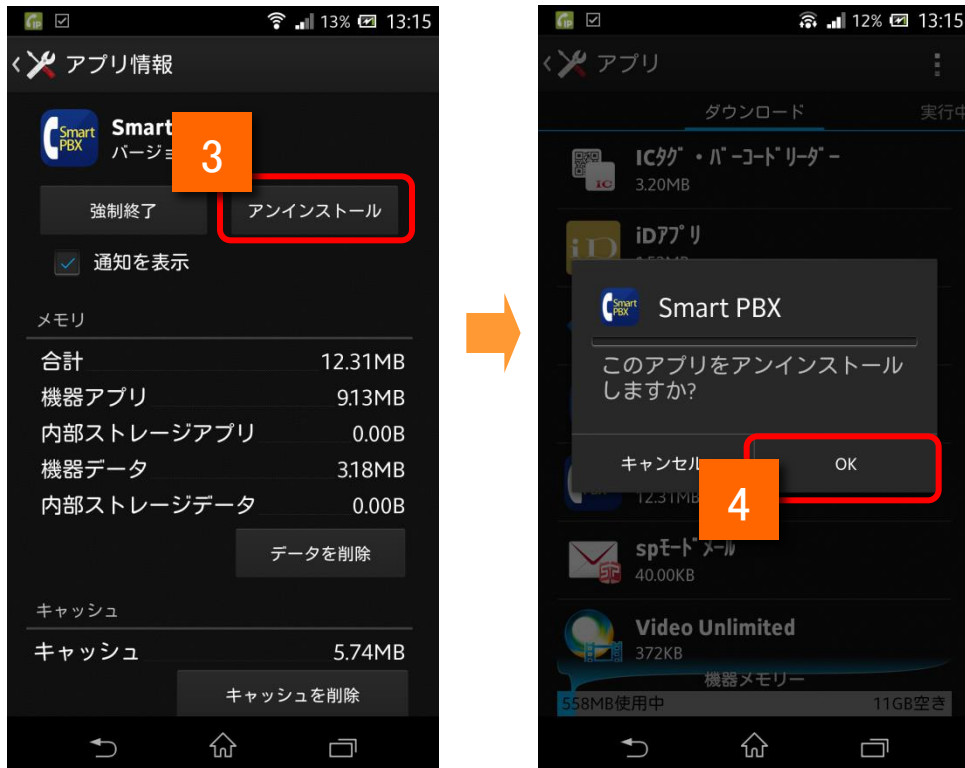 IP
13%
13:15
アプリ情報
Smart
PBX
Smart
バージョ
3
強制終了
アンインストール
通知を表示
メモリ
合計 12.31MB
機器アプリ 9.13MB
内部ストレージアプリ 0.00B
機器データ 3.18MB
内部ストレージデータ 0.00B
データを削除
キャッシュ
キャッシュ 5.74MB
キャッシュを削除
IP
12%
13:15
アプリ
ダウンロード
実行中
IC
ICタグ・バーコードリーダー
3.20MB
iD
iDアプリ
Smart
PBX
Smart PBX
このアプリをアンインストール
しますか?
キャンセル
OK
4
12.31MB
spモードメール
40.00KB
Video Unlimited
372KB
機器メモリー
558MB使用中
11GB空き